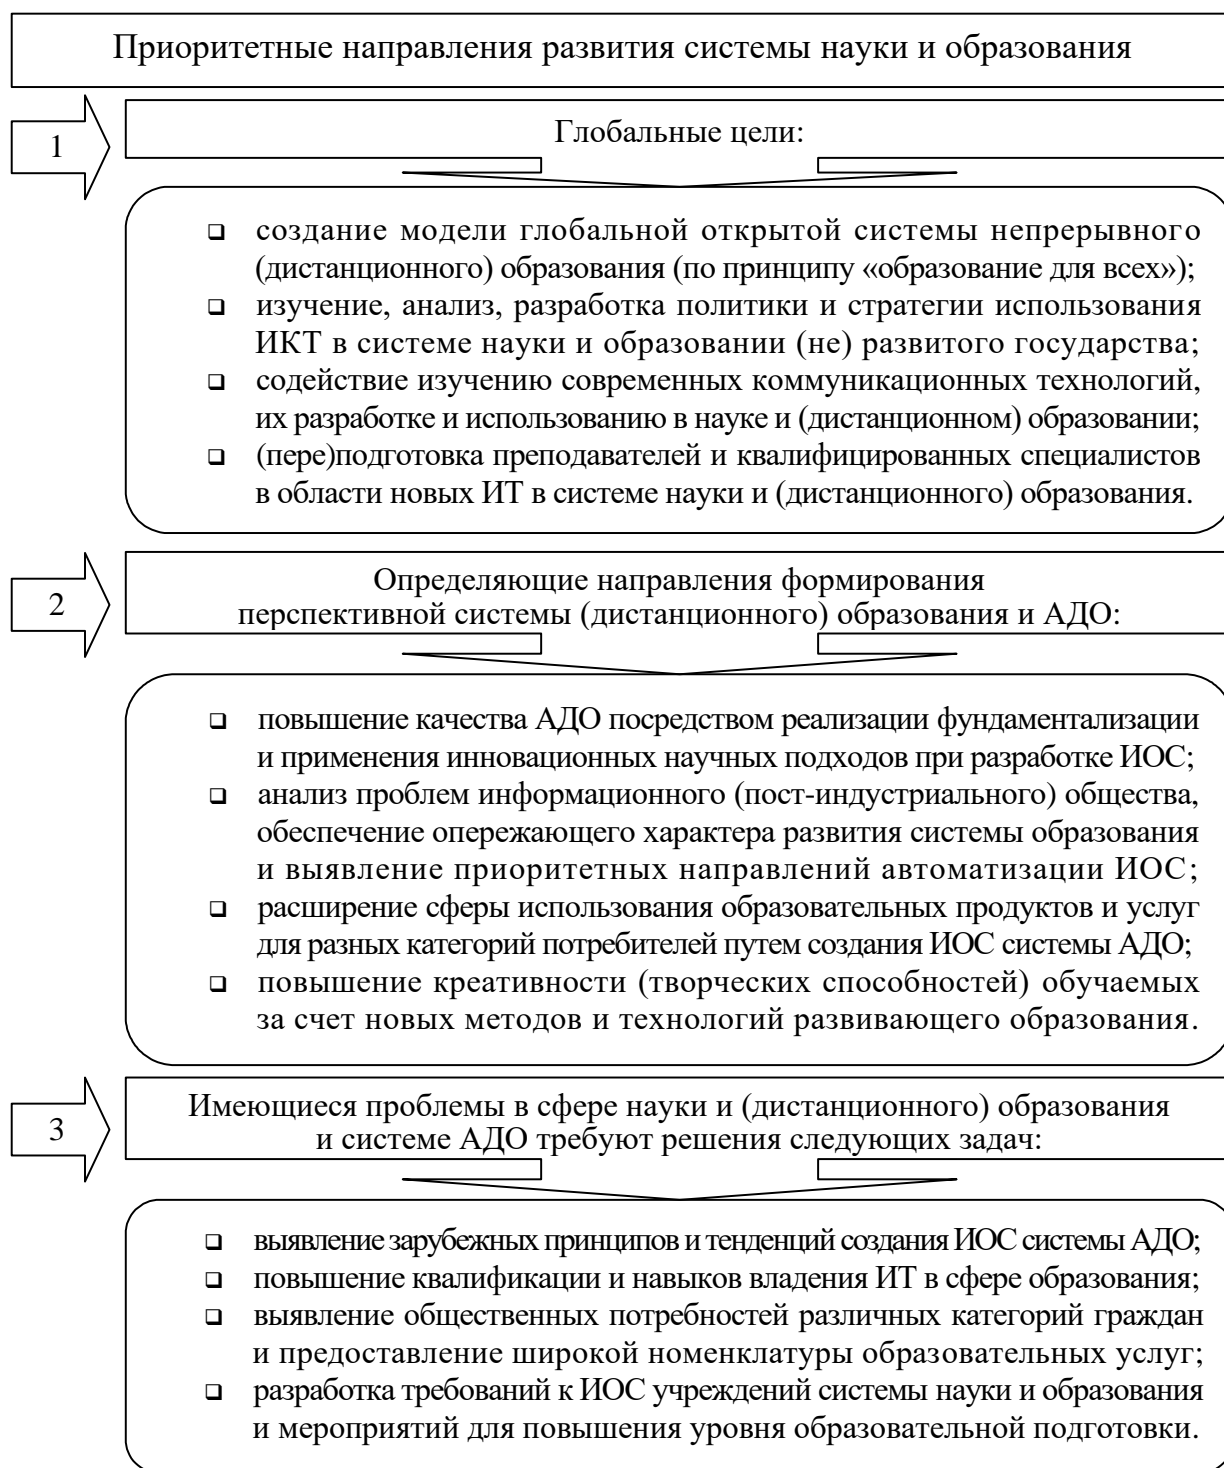 Приоритетные направления развития системы науки и образования
1
Глобальные цели:
❑ создание модели глобальной открытой системы непрерывного
(дистанционного) образования (по принципу «образование для всех»);
❑ изучение, анализ, разработка политики и стратегии использования
ИКТ в системе науки и образовании (не) развитого государства;
❑ содействие изучению современных коммуникационных технологий,
их разработке и использованию в науке и (дистанционном) образовании;
❑ (пере)подготовка преподавателей и квалифицированных специалистов
в области новых ИТ в системе науки и (дистанционного) образования.
2
Определяющие направления формирования
перспективной системы (дистанционного) образования и АДО:
❑ повышение качества АДО посредством реализации фундаментализации
и применения инновационных научных подходов при разработке ИОС;
❑ анализ проблем информационного (пост-индустриального) общества,
обеспечение опережающего характера развития системы образования
и выявление приоритетных направлений автоматизации ИОС;
❑ расширение сферы использования образовательных продуктов и услуг
для разных категорий потребителей путем создания ИОС системы АДО;
❑ повышение креативности (творческих способностей) обучаемых
за счет новых методов и технологий развивающего образования.
3
Имеющиеся проблемы в сфере науки и (дистанционного) образования
и системе АДО требуют решения следующих задач:
❑ выявление зарубежных принципов и тенденций создания ИОС системы АДО;
❑ повышение квалификации и навыков владения ИТ в сфере образования;
❑ выявление общественных потребностей различных категорий граждан
и предоставление широкой номенклатуры образовательных услуг;
❑ разработка требований к ИОС учреждений системы науки и образования
и мероприятий для повышения уровня образовательной подготовки.